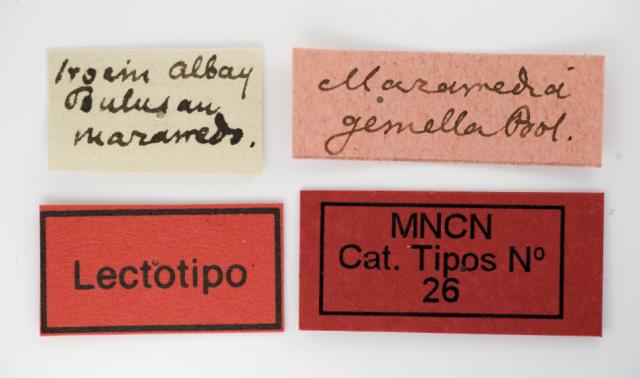 Irocin Albay
Bulusan
Mazarredo.
Mazarredia
gemella Bol.
Lectotipo
MNCN
Cat. Tipos Nº
26